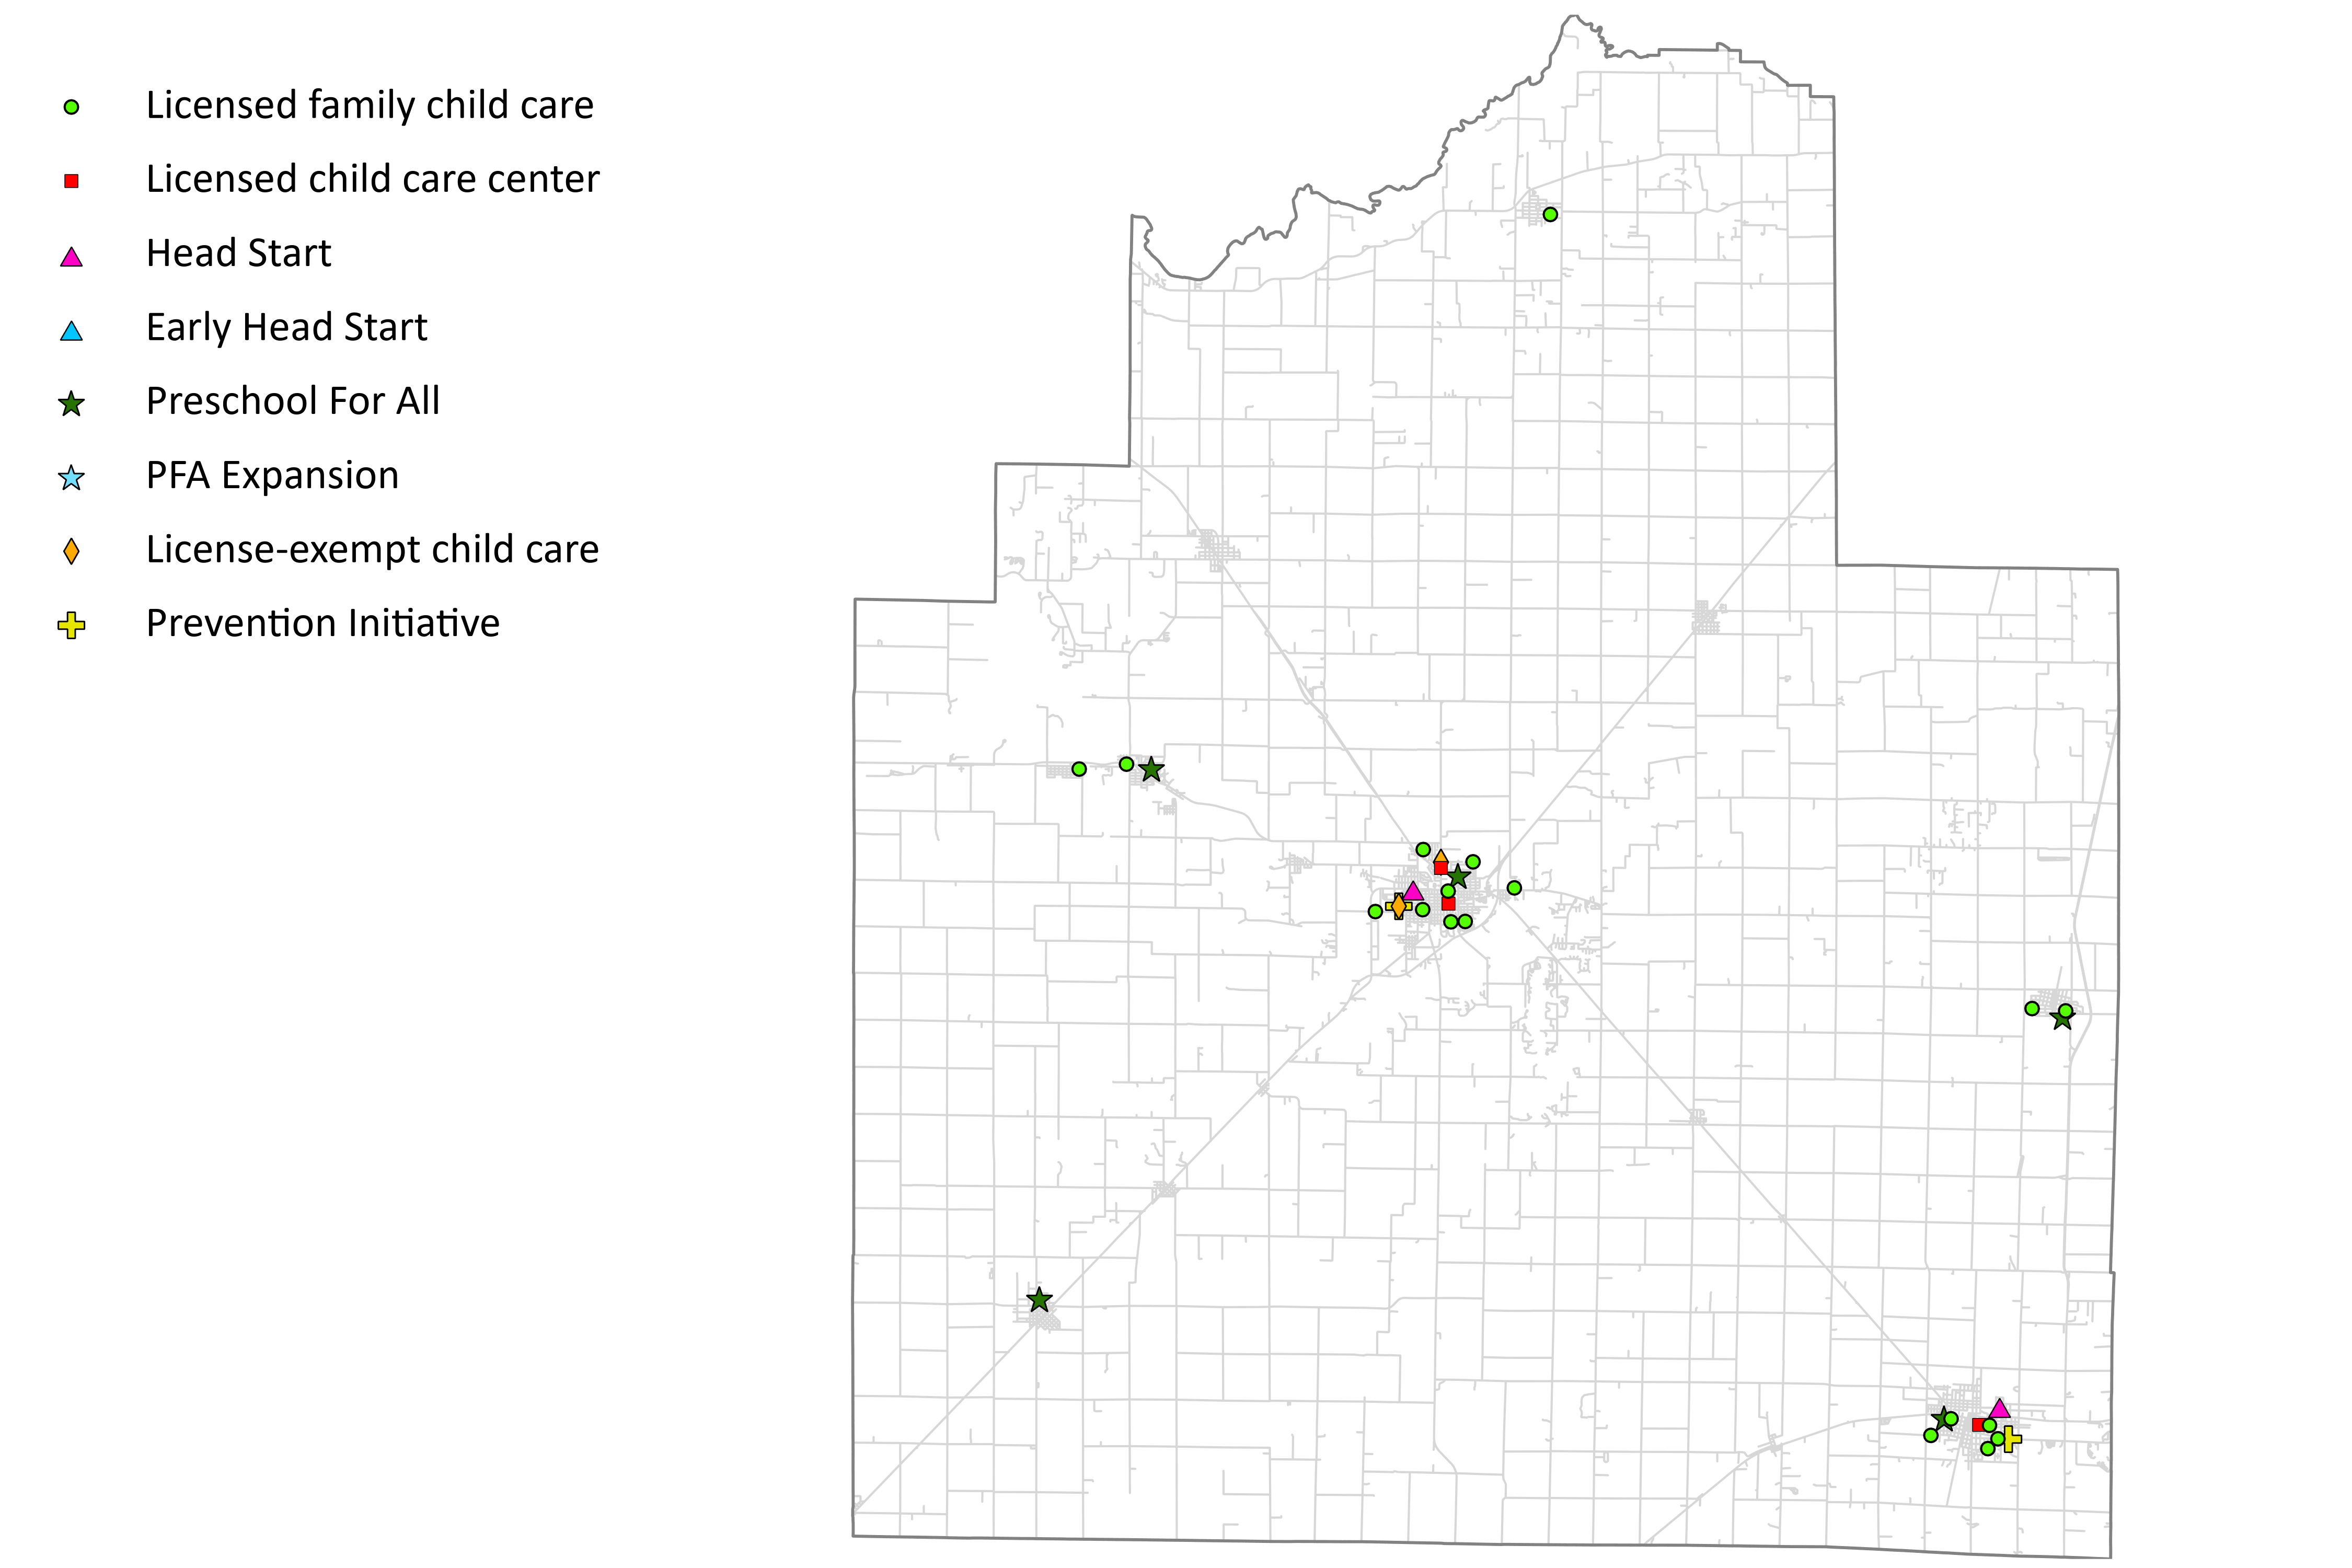 Licensed family child care
Licensed child care center
Head Start
Early Head Start
Preschool For All
PFA Expansion
License-exempt child care
Prevention Initiative